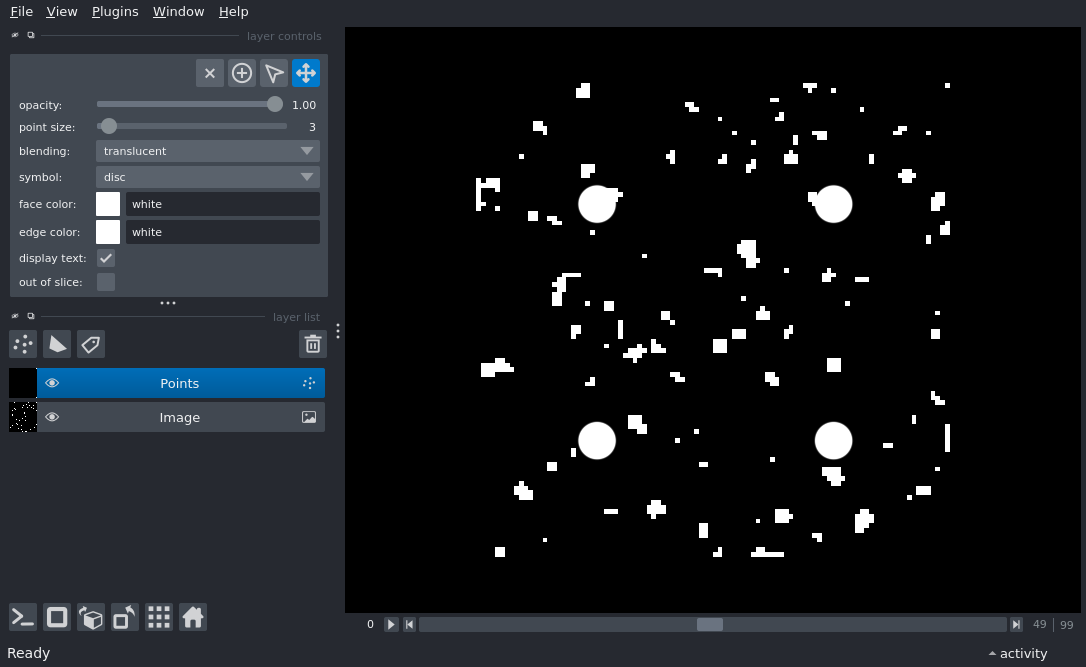 File View Plugins Window Help
layer controls
opacity: 1.00
point size: 3
blending: translucent
symbol: disc
face color: white
edge color: white
display text:
out of slice:
layer list
Points
Image
0 49 | 99
Ready activity